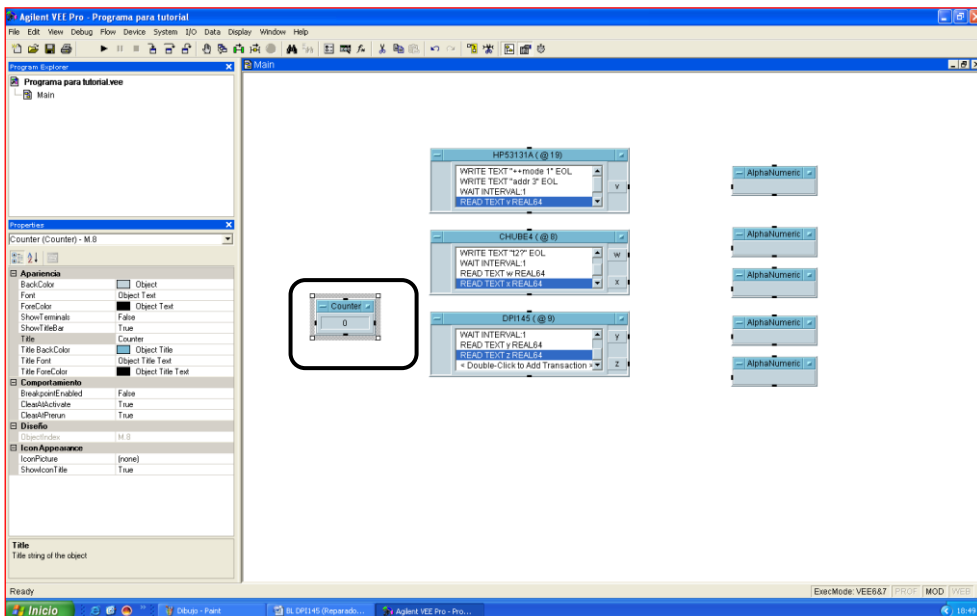 Agilent VEE Pro - Programa para tutorial
File Edit View Debug Flow Device System I/O Data Display Window Help
Program Explorer
Programa para tutorial.vee
Main
Properties
Counter (Counter) - M.8
Apariencia
BackColor Object
Font Object Text
ForeColor Object Text
ShowTerminals False
ShowTitleBar True
Title Counter
Title BackColor Object Title
Title Font Object Title Text
Title ForeColor Object Title Text
Comportamiento
BreakpointEnabled False
ClearAtActivate True
ClearAtPrerun True
Diseño
ObjectIndex M.8
Icon Appearance
IconPicture (none)
ShowIconTitle True
Title
Title string of the object
Main
HP53131A ( @ 19)
WRITE TEXT "++mode 1" EOL
WRITE TEXT "addr 3" EOL
WAIT INTERVAL:1
READ TEXT v REAL64
v
CHUBE4 ( @ 8)
WRITE TEXT "t2?" EOL
WAIT INTERVAL:1
READ TEXT w REAL64
READ TEXT x REAL64
w
x
Counter
0
DPI145 ( @ 9)
WAIT INTERVAL:1
READ TEXT y REAL64
READ TEXT z REAL64
< Double-Click to Add Transaction >
y
z
AlphaNumeric
AlphaNumeric
AlphaNumeric
AlphaNumeric
AlphaNumeric
Ready
ExecMode: VEE6&7 PROF MOD WEB
Inicio
Dibujo - Paint
BL DPI145 (Reparado...
Agilent VEE Pro - Pro...
10:49